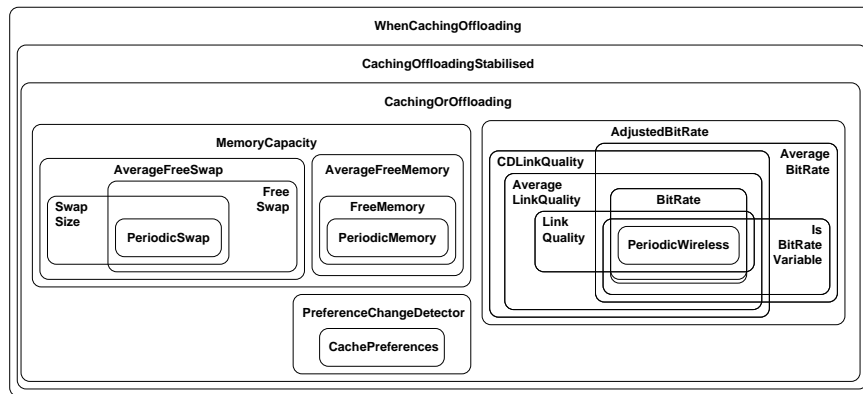 WhenCachingOffloading
CachingOffloadingStabilised
CachingOrOffloading
MemoryCapacity
AverageFreeSwap
Swap
Size
Free
Swap
PeriodicSwap
AverageFreeMemory
FreeMemory
PeriodicMemory
AdjustedBitRate
CDLinkQuality
Average
BitRate
Average
LinkQuality
BitRate
Link
Quality
PeriodicWireless
Is
BitRate
Variable
PreferenceChangeDetector
CachePreferences